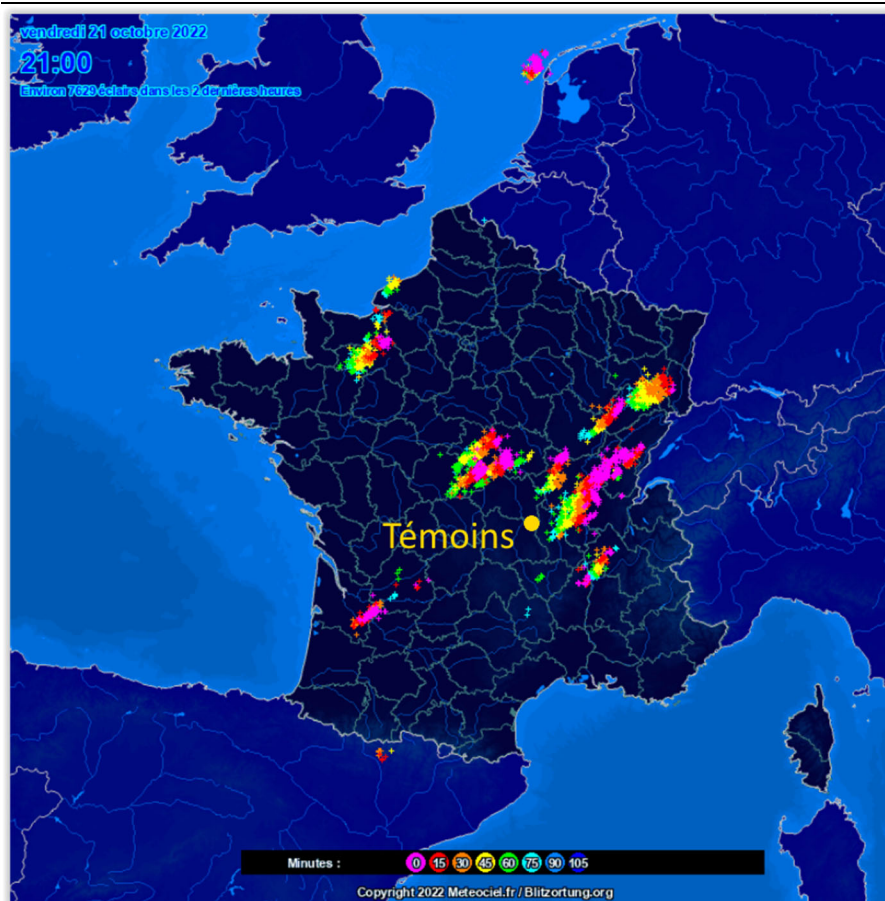 vendredi 21 octobre 2022
21:00
Environ 7629 éclairs dans les 2 dernières heures
Témoins
Minutes : 0 15 30 45 60 75 90 105
Copyright 2022 Meteociel.fr / Blitzortung.org